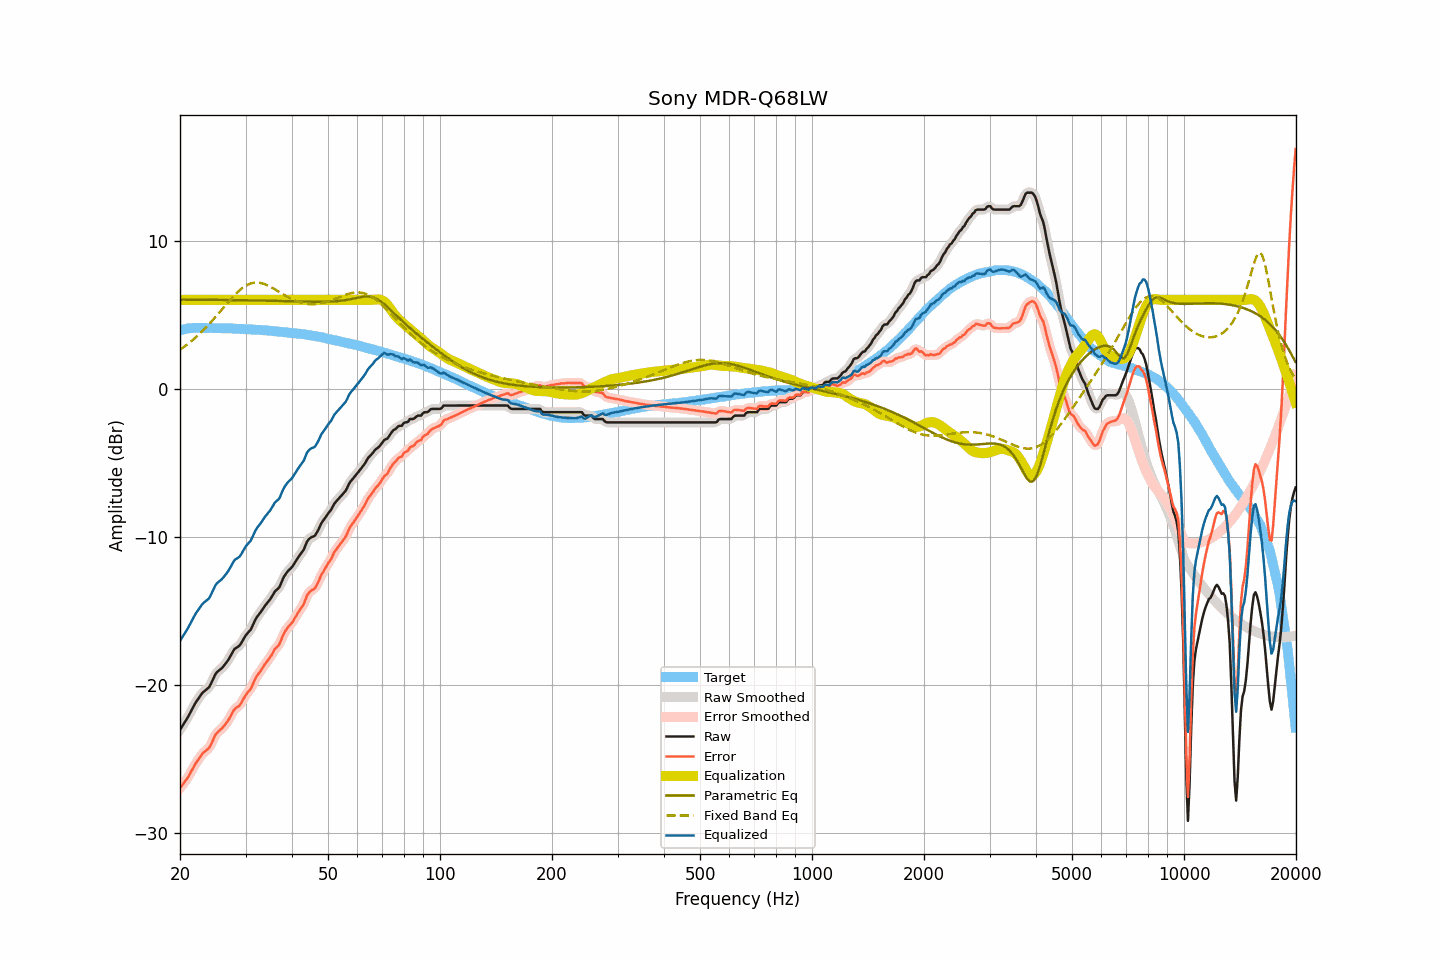 Sony MDR-Q68LW
Amplitude (dBr)
10
0
−10
−20
−30
Target
Raw Smoothed
Error Smoothed
Raw
Error
Equalization
Parametric Eq
Fixed Band Eq
Equalized
20 50 100 200 500 1000 2000 5000 10000 20000
Frequency (Hz)